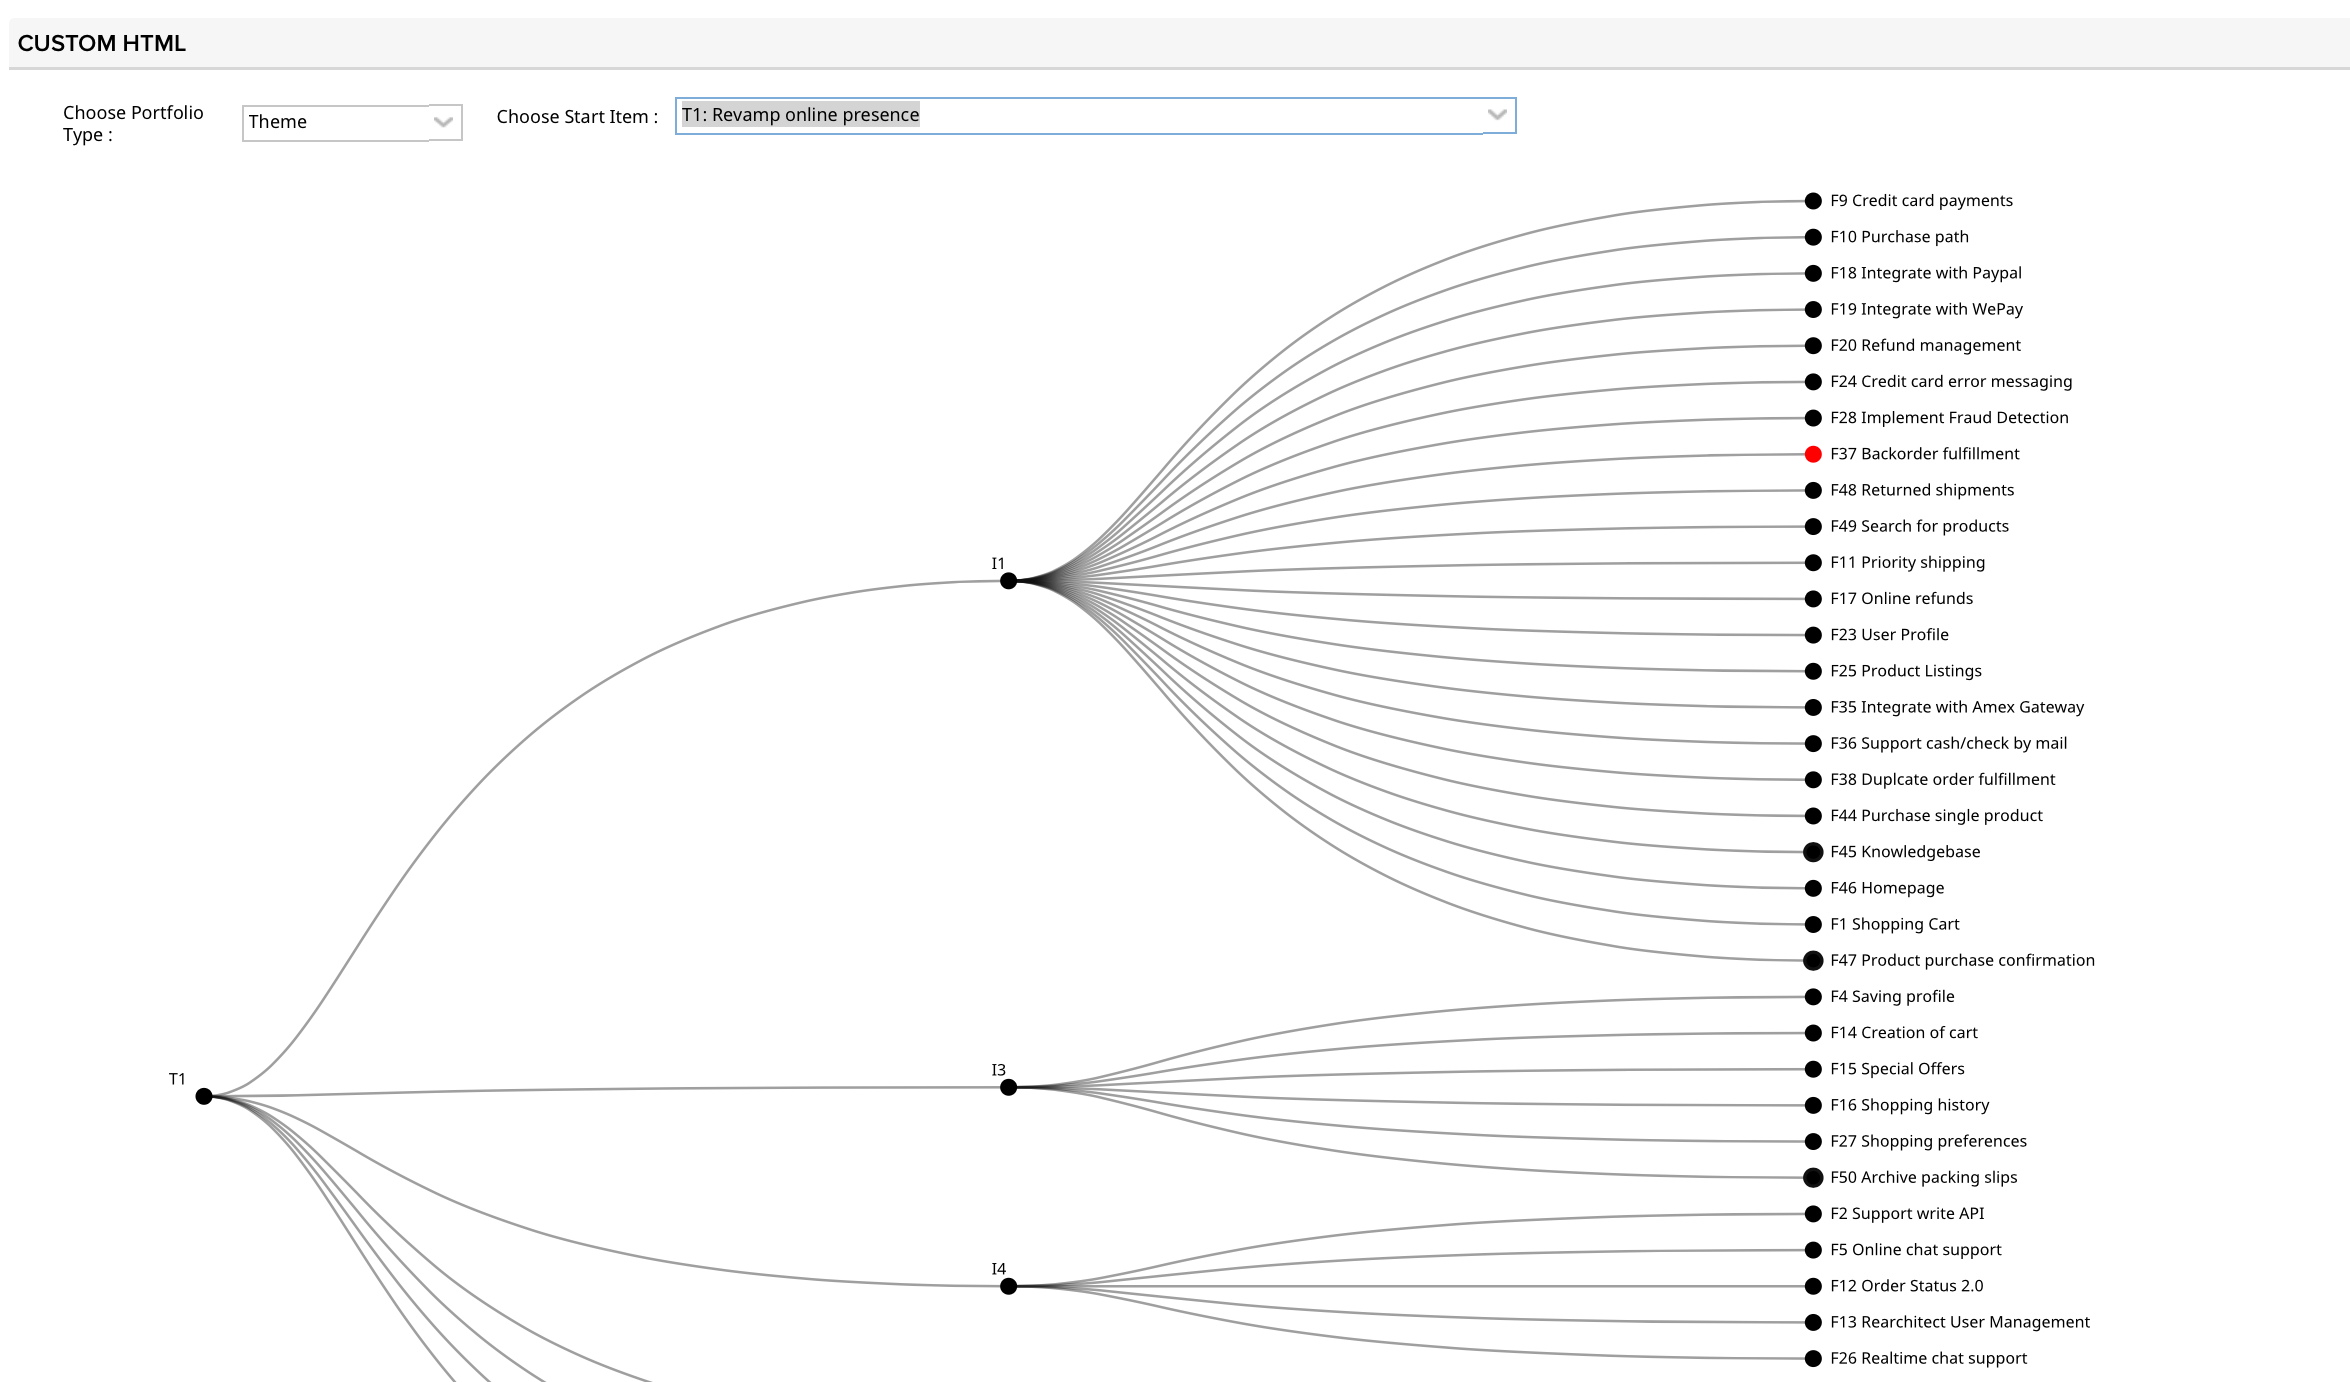 CUSTOM HTML
Choose Portfolio
Type :
Theme
Choose Start Item :
T1: Revamp online presence
F9 Credit card payments
F10 Purchase path
F18 Integrate with Paypal
F19 Integrate with WePay
F20 Refund management
F24 Credit card error messaging
F28 Implement Fraud Detection
F37 Backorder fulfillment
F48 Returned shipments
F49 Search for products
I1
F11 Priority shipping
F17 Online refunds
F23 User Profile
F25 Product Listings
F35 Integrate with Amex Gateway
F36 Support cash/check by mail
F38 Duplcate order fulfillment
F44 Purchase single product
F45 Knowledgebase
F46 Homepage
F1 Shopping Cart
F47 Product purchase confirmation
F4 Saving profile
F14 Creation of cart
T1
I3
F15 Special Offers
F16 Shopping history
F27 Shopping preferences
F50 Archive packing slips
F2 Support write API
F5 Online chat support
I4
F12 Order Status 2.0
F13 Rearchitect User Management
F26 Realtime chat support